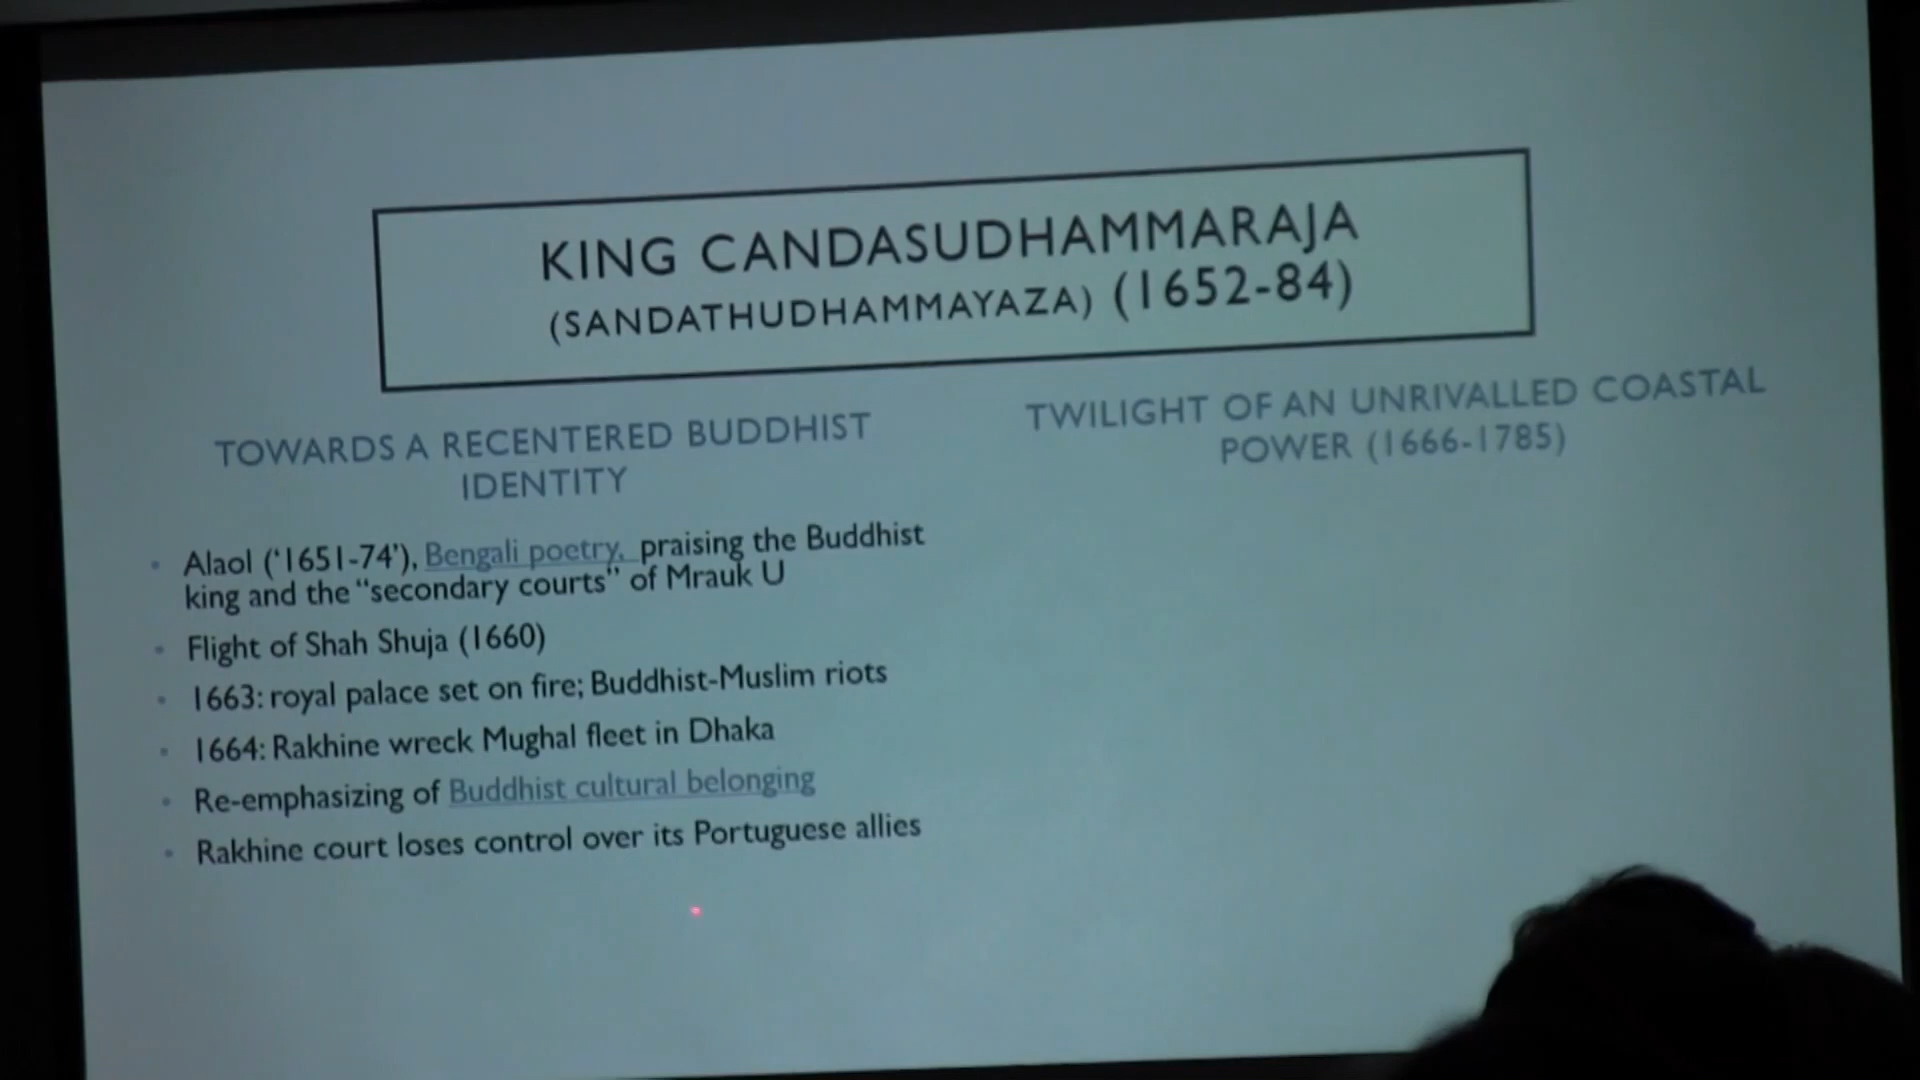 KING CANDASUDHAMMARAJA
(SANDATHUDHAMMAYAZA) (1652-84)
TOWARDS A RECENTERED BUDDHIST
IDENTITY
• Alaol (‘1651-74’), Bengali poetry, praising the Buddhist
king and the “secondary courts” of Mrauk U
• Flight of Shah Shuja (1660)
• 1663: royal palace set on fire; Buddhist-Muslim riots
• 1664: Rakhine wreck Mughal fleet in Dhaka
• Re-emphasizing of Buddhist cultural belonging
• Rakhine court loses control over its Portuguese allies
TWILIGHT OF AN UNRIVALLED COASTAL
POWER (1666-1785)